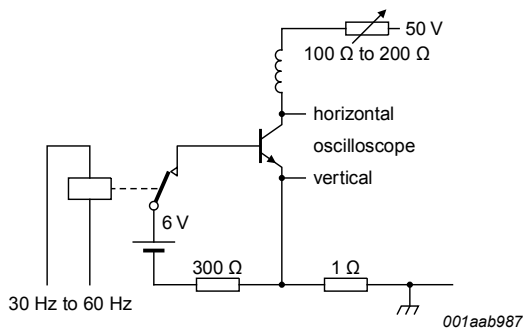 50 V
100 Ω to 200 Ω
horizontal
oscilloscope
vertical
6 V
300 Ω
1 Ω
30 Hz to 60 Hz
001aab987